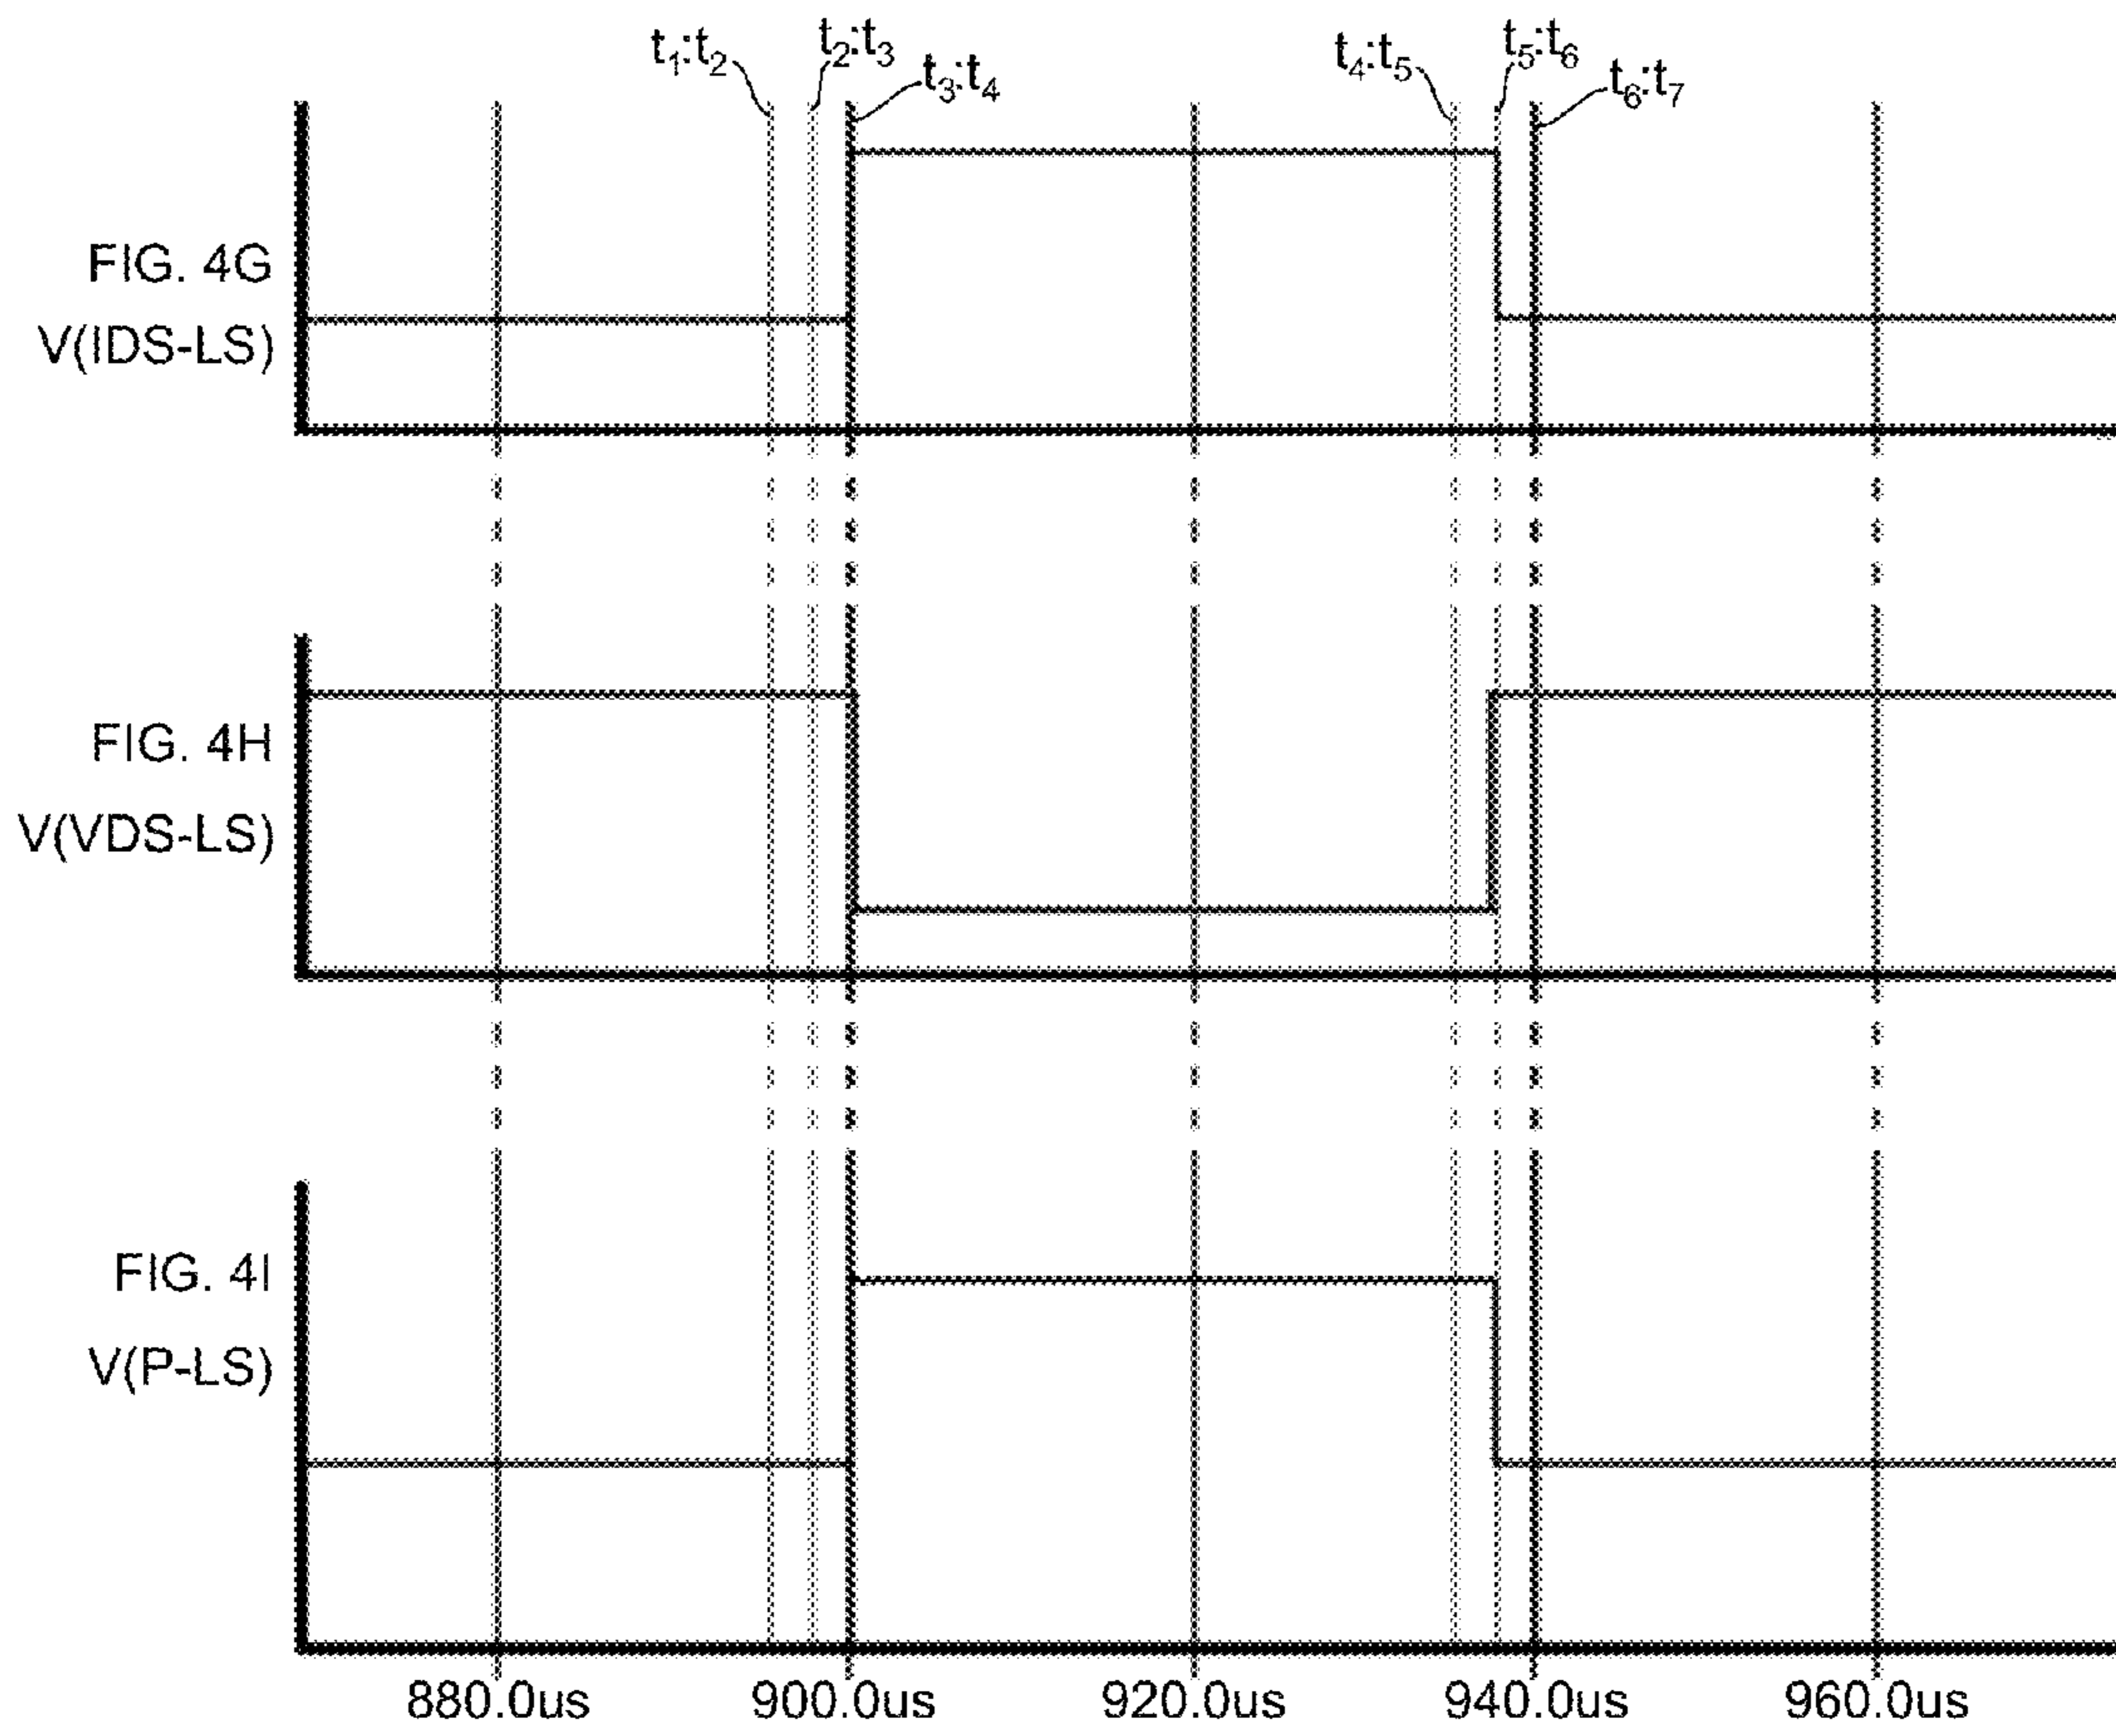 t1:t2
t2:t3
t3:t4
t4:t5
t5:t6
t6:t7
FIG. 4G
V(IDS-LS)
FIG. 4H
V(VDS-LS)
FIG. 4I
V(P-LS)
880.0us 900.0us 920.0us 940.0us 960.0us